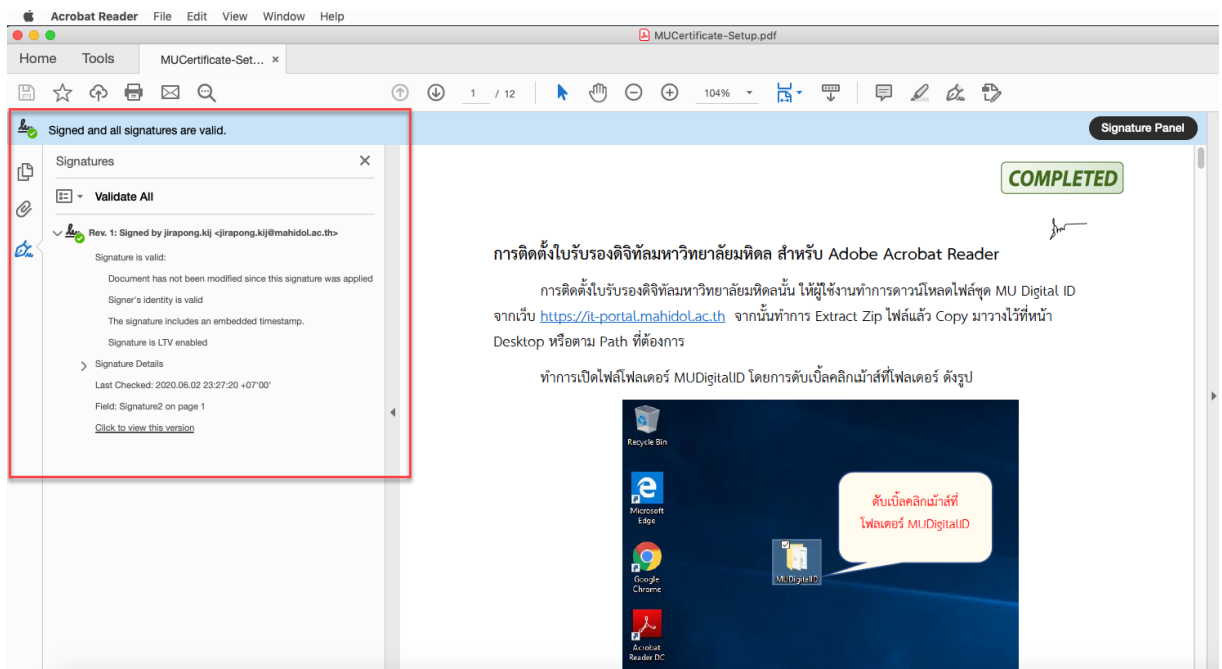 Acrobat Reader File Edit View Window Help
MUCertificate-Setup.pdf
Home Tools MUCertificate-Set... ×
1 / 12 104%
Signed and all signatures are valid.
Signature Panel
Signatures
Validate All
Rev. 1: Signed by jirapong.kij <jirapong.kij@mahidol.ac.th>
Signature is valid:
Document has not been modified since this signature was applied
Signer's identity is valid
The signature includes an embedded timestamp.
Signature is LTV enabled
Signature Details
Last Checked: 2020.06.02 23:27:20 +07'00'
Field: Signature2 on page 1
Click to view this version
COMPLETED
การติดตั้งใบรับรองดิจิทัลมหาวิทยาลัยมหิดล สำหรับ Adobe Acrobat Reader
การติดตั้งใบรับรองดิจิทัลมหาวิทยาลัยมหิดลนั้น ให้ผู้ใช้งานทำการดาวน์โหลดไฟล์ชุด MU Digital ID
จากเว็บ https://it-portal.mahidol.ac.th จากนั้นทำการ Extract Zip ไฟล์แล้ว Copy มาวางไว้ที่หน้า
Desktop หรือตาม Path ที่ต้องการ
ทำการเปิดไฟล์โฟลเดอร์ MUDigitalID โดยการดับเบิ้ลคลิกเม้าส์ที่โฟลเดอร์ ดังรูป
Recycle Bin
Microsoft
Edge
Google
Chrome
Acrobat
Reader DC
MUDigitalID
ดับเบิ้ลคลิกเม้าส์ที่
โฟลเดอร์ MUDigitalID